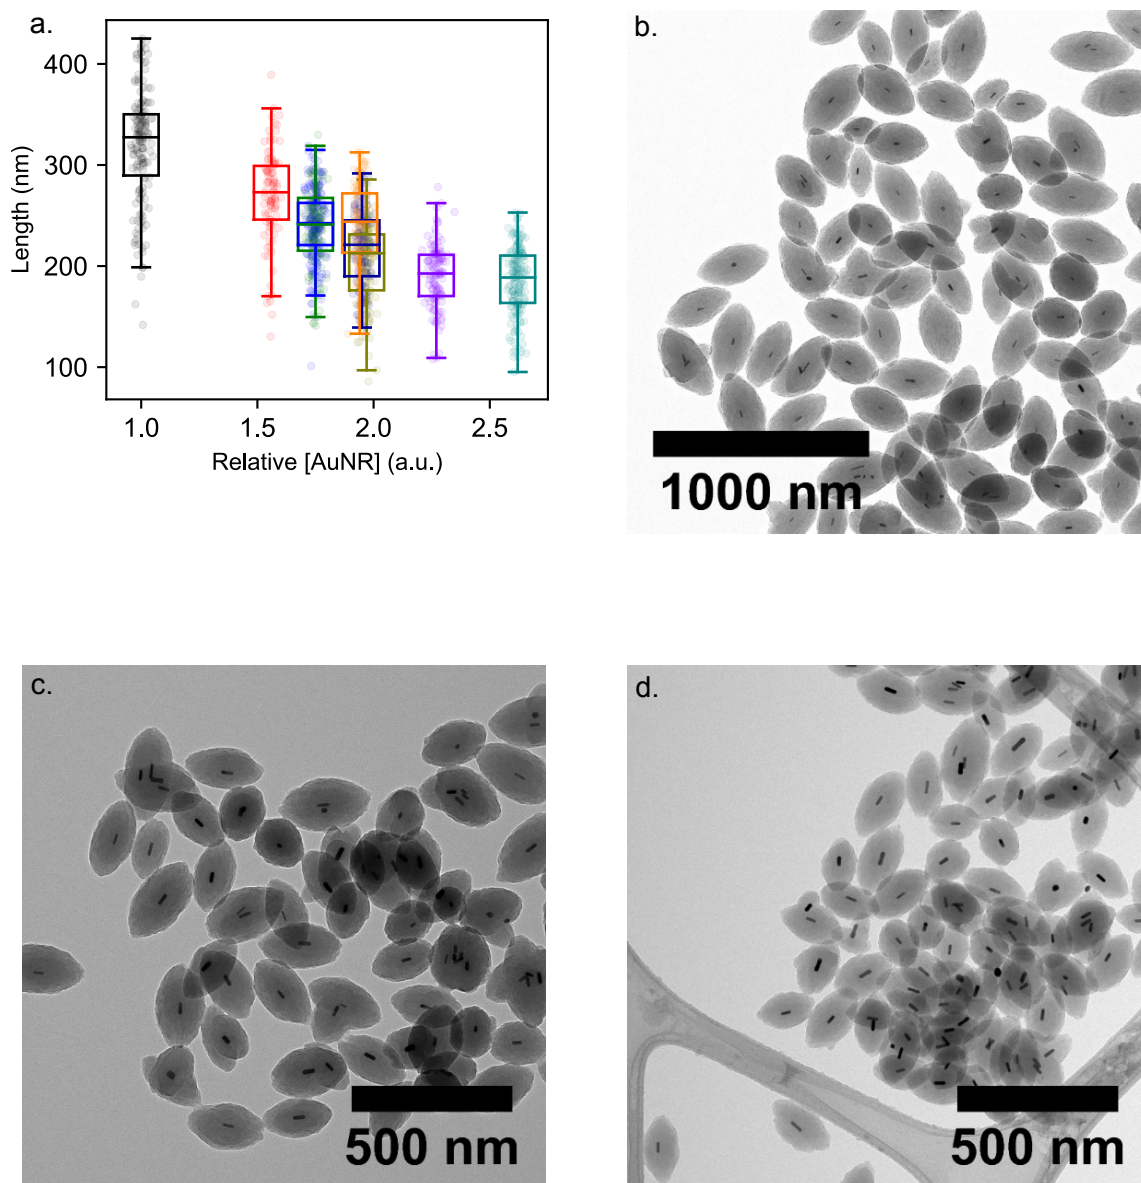 a.
400
300
200
100
Length (nm)
1.0
1.5
2.0
2.5
Relative [AuNR] (a.u.)
b.
1000 nm
c.
500 nm
d.
500 nm